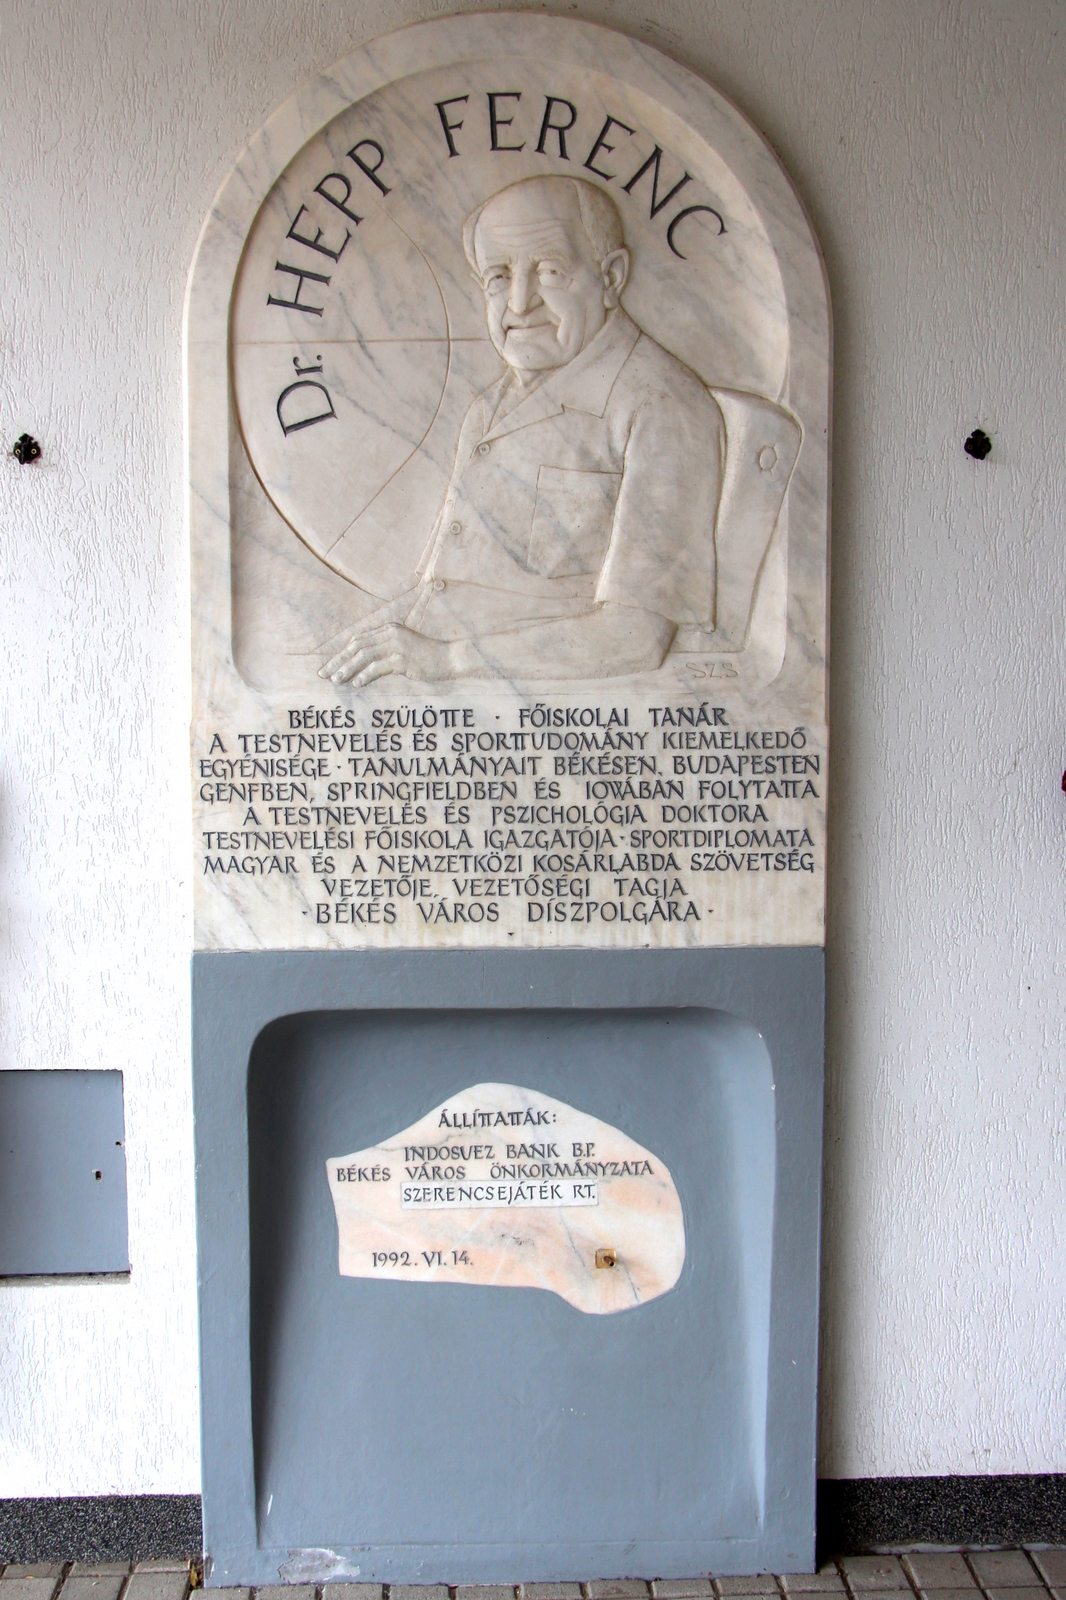 Dr. HEPP FERENC
SZS
BÉKÉS SZÜLÖTTE · FŐISKOLAI TANÁR
A TESTNEVELÉS ÉS SPORTTUDOMÁNY KIEMELKEDŐ
EGYÉNISÉGE · TANULMÁNYAIT BÉKÉSEN, BUDAPESTEN
GENFBEN, SPRINGFIELDBEN ÉS IOWÁBAN FOLYTATTA
A TESTNEVELÉS ÉS PSZICHOLÓGIA DOKTORA
TESTNEVELÉSI FŐISKOLA IGAZGATÓJA · SPORTDIPLOMATA
MAGYAR ÉS A NEMZETKÖZI KOSÁRLABDA SZÖVETSÉG
VEZETŐJE, VEZETŐSÉGI TAGJA
· BÉKÉS VÁROS DÍSZPOLGÁRA ·
ÁLLÍTTATTÁK:
INDOSUEZ BANK B.P.
BÉKÉS VÁROS ÖNKORMÁNYZATA
SZERENCSEJÁTÉK RT.
1992. VI. 14.